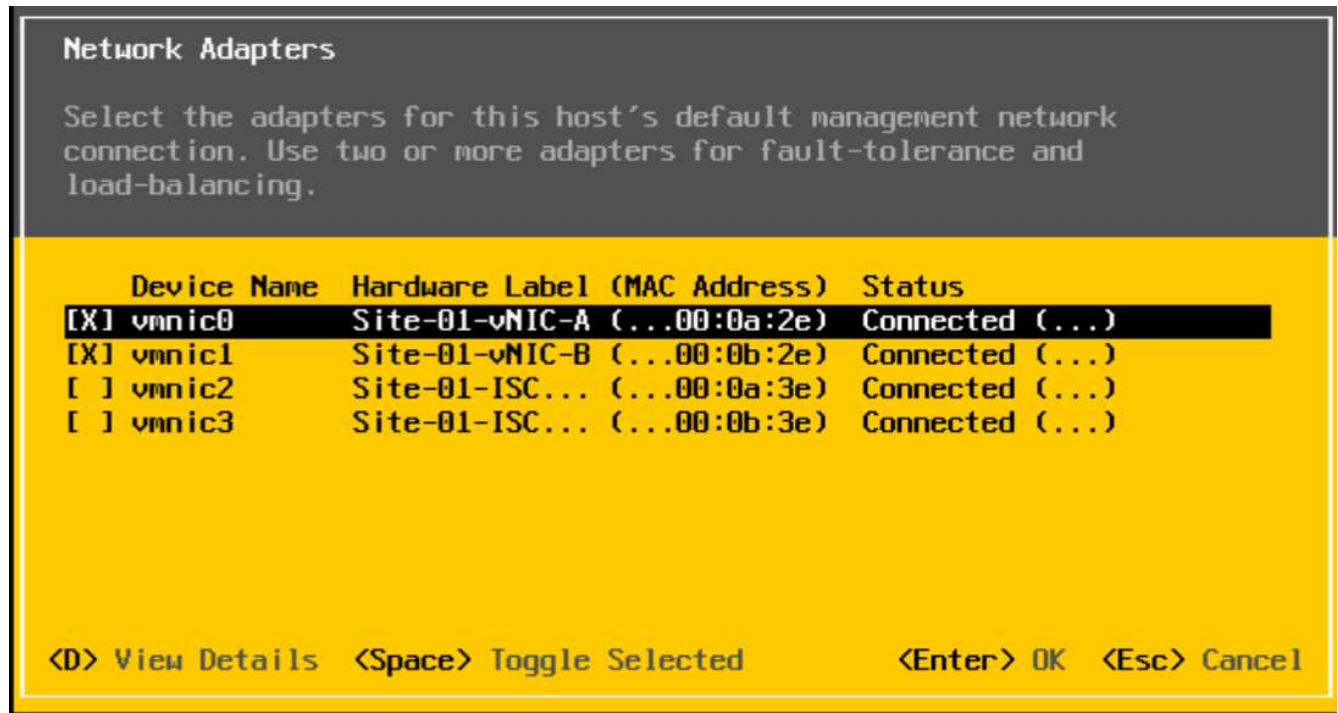 Network Adapters
Select the adapters for this host's default management network
connection. Use two or more adapters for fault-tolerance and
load-balancing.
Device Name Hardware Label (MAC Address) Status
[X] vmnic0 Site-01-vNIC-A (...00:0a:2e) Connected (...)
[X] vmnic1 Site-01-vNIC-B (...00:0b:2e) Connected (...)
[ ] vmnic2 Site-01-ISC... (...00:0a:3e) Connected (...)
[ ] vmnic3 Site-01-ISC... (...00:0b:3e) Connected (...)
<D> View Details <Space> Toggle Selected <Enter> OK <Esc> Cancel